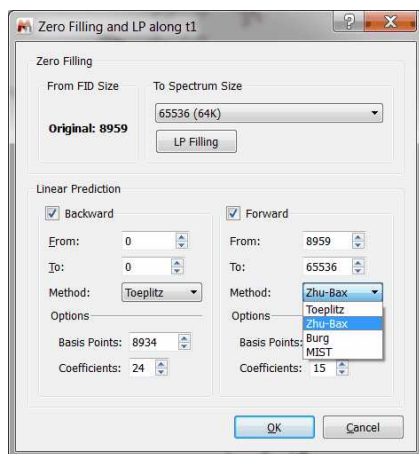 Zero Filling and LP along t1
Zero Filling
From FID Size
To Spectrum Size
Original: 8959
65536 (64K)
LP Filling
Linear Prediction
Backward
Forward
From: 0
From: 8959
To: 0
To: 65536
Method: Toeplitz
Method: Zhu-Bax
Toeplitz
Zhu-Bax
Burg
MIST
Options
Options
Basis Points: 8934
Basis Points:
Coefficients: 24
Coefficients: 15
OK
Cancel